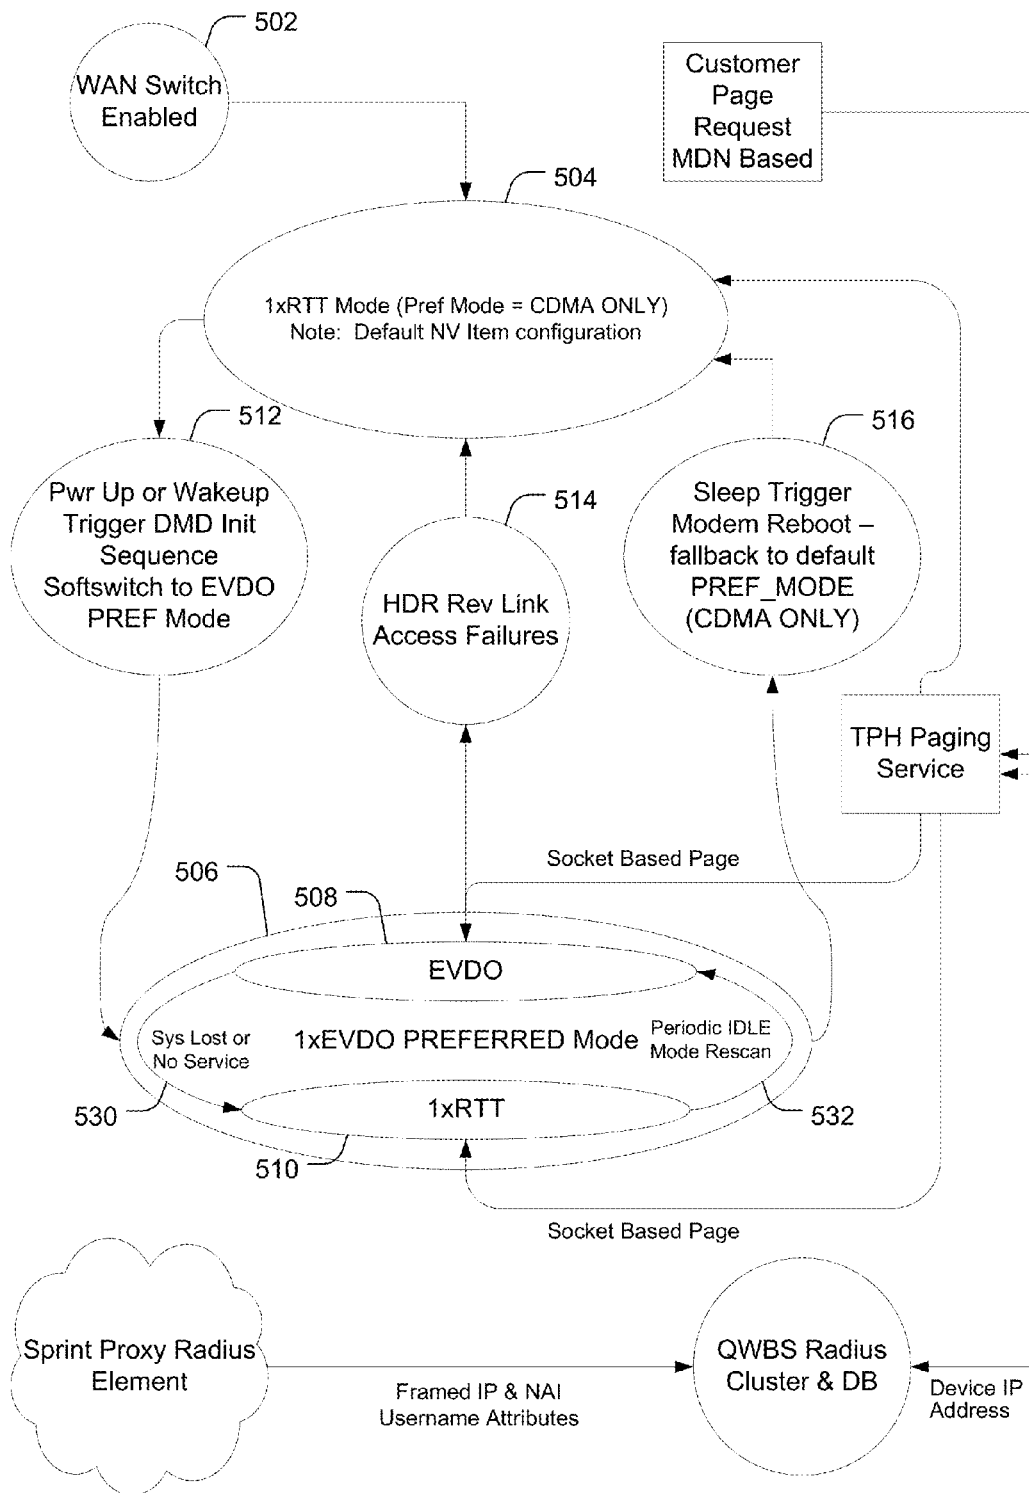 502
WAN Switch
Enabled
Customer
Page
Request
MDN Based
504
1xRTT Mode (Pref Mode = CDMA ONLY)
Note: Default NV Item configuration
512
Pwr Up or Wakeup
Trigger DMD Init
Sequence
Softswitch to EVDO
PREF Mode
514
HDR Rev Link
Access Failures
516
Sleep Trigger
Modem Reboot –
fallback to default
PREF_MODE
(CDMA ONLY)
TPH Paging
Service
Socket Based Page
506
508
EVDO
Sys Lost or
No Service
1xEVDO PREFERRED Mode
Periodic IDLE
Mode Rescan
530
1xRTT
532
510
Socket Based Page
Sprint Proxy Radius
Element
Framed IP & NAI
Username Attributes
QWBS Radius
Cluster & DB
Device IP
Address